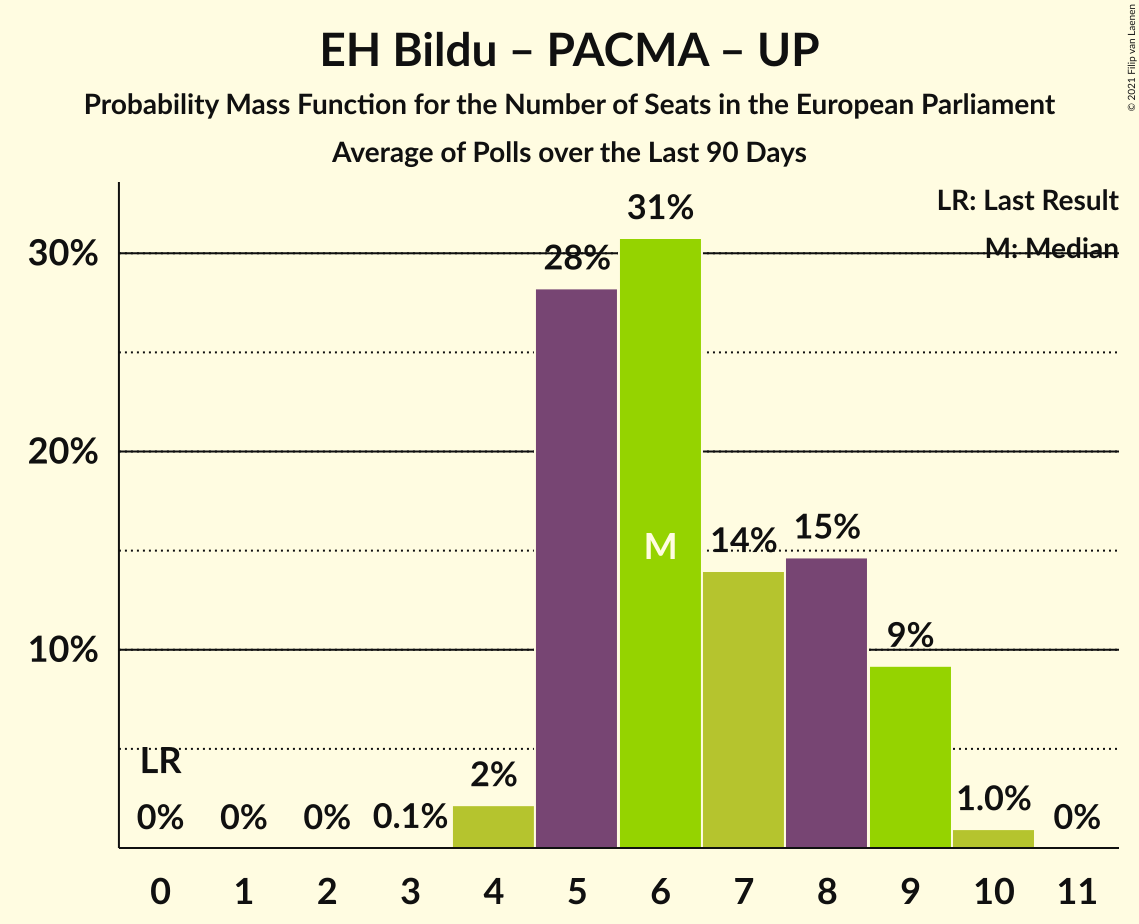 EH Bildu – PACMA – UP
Probability Mass Function for the Number of Seats in the European Parliament
Average of Polls over the Last 90 Days
© 2021 Filip van Laenen
LR: Last Result
M: Median
30%
20%
10%
LR
0%
0%
0%
0.1%
2%
28%
31%
M
14%
15%
9%
1.0%
0%
0 1 2 3 4 5 6 7 8 9 10 11